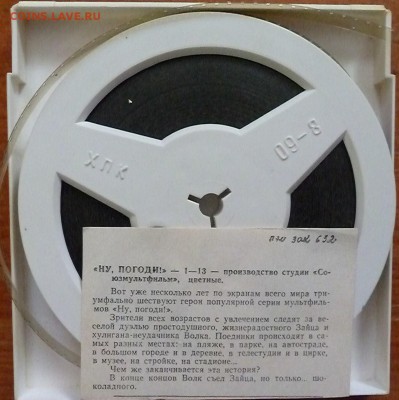 COINS.LAVE.RU
ХПК
8-60
«НУ, ПОГОДИ!» — 1—13 — производство студии «Со-
юзмультфильм», цветные.
Вот уже несколько лет по экранам всего мира три-
умфально шествуют герои популярной серии мультфиль-
мов «Ну, погоди!».
Зрители всех возрастов с увлечением следят за ве-
селой дуэлью простодушного, жизнерадостного Зайца и
хулигана-неудачника Волка. Поединки происходят в са-
мых разных местах: на пляже, в парке, на автостраде,
в большом городе и в деревне, в телестудии и в цирке,
в музее, на стройке, на стадионе...
Чем же заканчивается эта история?
В конце концов Волк съел Зайца, но только... шо-
коладного.